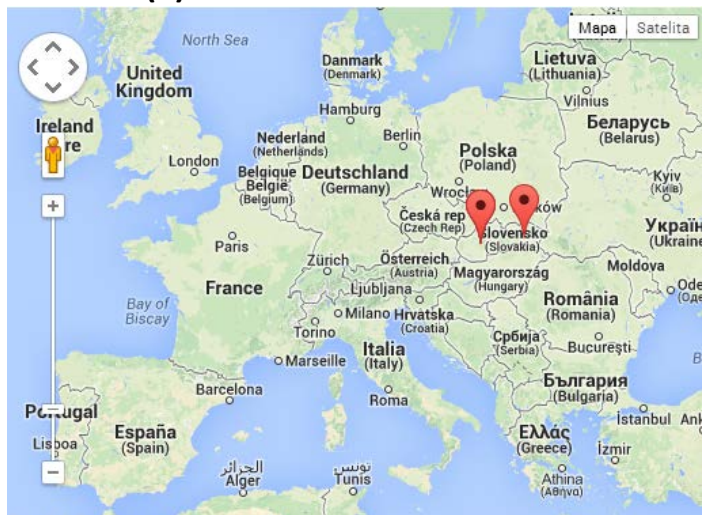 Mapa
Satelita
North Sea
Danmark
(Denmark)
Lietuva
(Lithuania)
Vilnius
United
Kingdom
Hamburg
Беларусь
(Belarus)
Ireland
Nederland
(Netherlands)
Berlin
Polska
(Poland)
London
Belgique
België
(Belgium)
Deutschland
(Germany)
Kyiv
(Київ)
Česká rep
(Czech Rep)
Slovensko
(Slovakia)
(Ukraine
Paris
Zürich
Österreich
(Austria)
Magyarország
(Hungary)
Moldova
France
Ljubljana
România
(Romania)
Bay of
Biscay
Milano
Hrvatska
(Croatia)
Torino
Србија
(Serbia)
București
Marseille
Italia
(Italy)
България
(Bulgaria)
Barcelona
Roma
Portugal
İstanbul
Ank
España
(Spain)
Ελλάς
(Greece)
İzmir
الجزائر
Alger
تونس
Tunis
Athina
(Αθήνα)